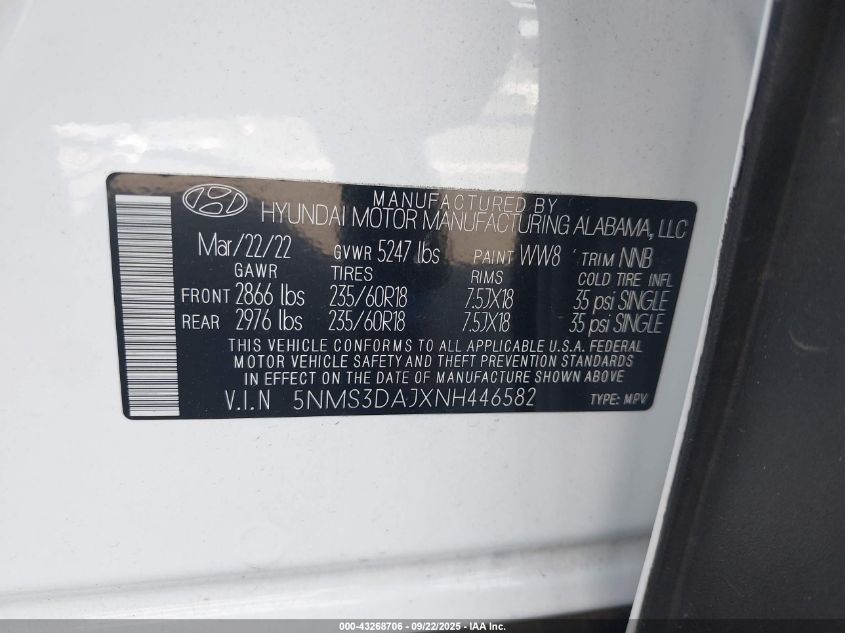 MANUFACTURED BY
HYUNDAI MOTOR MANUFACTURING ALABAMA, LLC
Mar/22/22 GVWR 5247 lbs PAINT WW8 TRIM NNB
GAWR TIRES RIMS COLD TIRE INFL
FRONT 2866 lbs 235/60R18 7.5JX18 35 psi SINGLE
REAR 2976 lbs 235/60R18 7.5JX18 35 psi SINGLE
THIS VEHICLE CONFORMS TO ALL APPLICABLE U.S.A. FEDERAL
MOTOR VEHICLE SAFETY AND THEFT PREVENTION STANDARDS
IN EFFECT ON THE DATE OF MANUFACTURE SHOWN ABOVE
V.I.N 5NMS3DAJXNH446582 TYPE: MPV
000-43268706 - 09/22/2025 - IAA Inc.